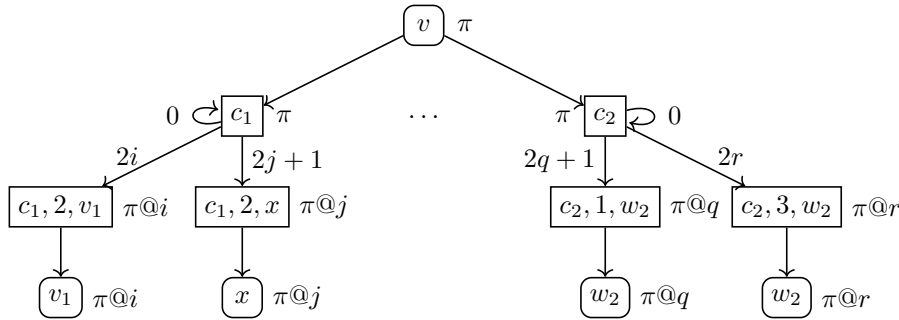 v π
0 c₁ π … π c₂ 0
2i 2j + 1 2q + 1 2r
c₁, 2, v₁ π@i c₁, 2, x π@j c₂, 1, w₂ π@q c₂, 3, w₂ π@r
v₁ π@i x π@j w₂ π@q w₂ π@r